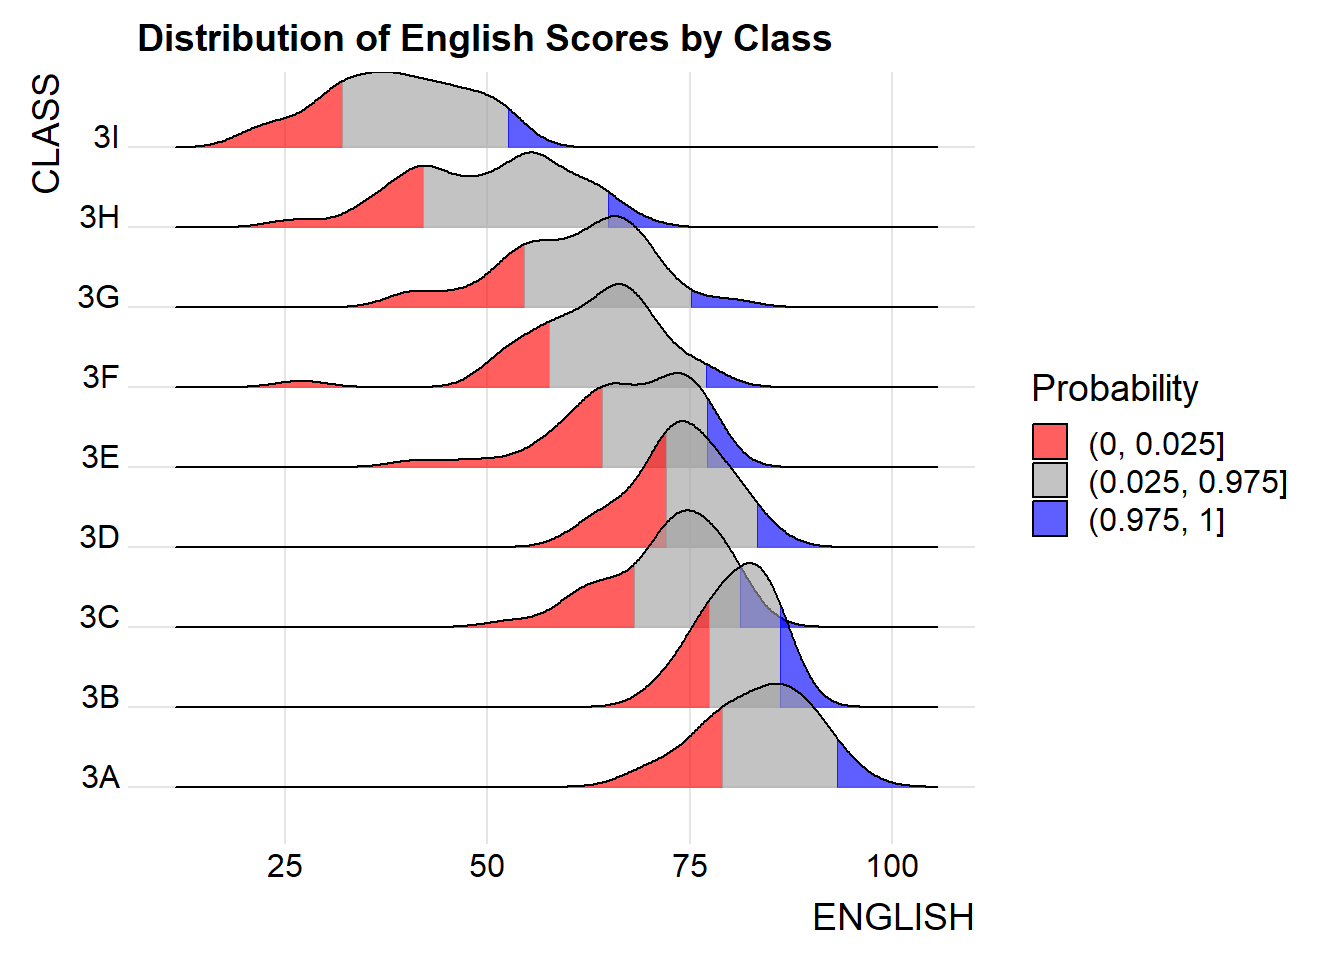 Distribution of English Scores by Class
CLASS
3I
3H
3G
3F
3E
3D
3C
3B
3A
25 50 75 100
ENGLISH
Probability
(0, 0.025]
(0.025, 0.975]
(0.975, 1]